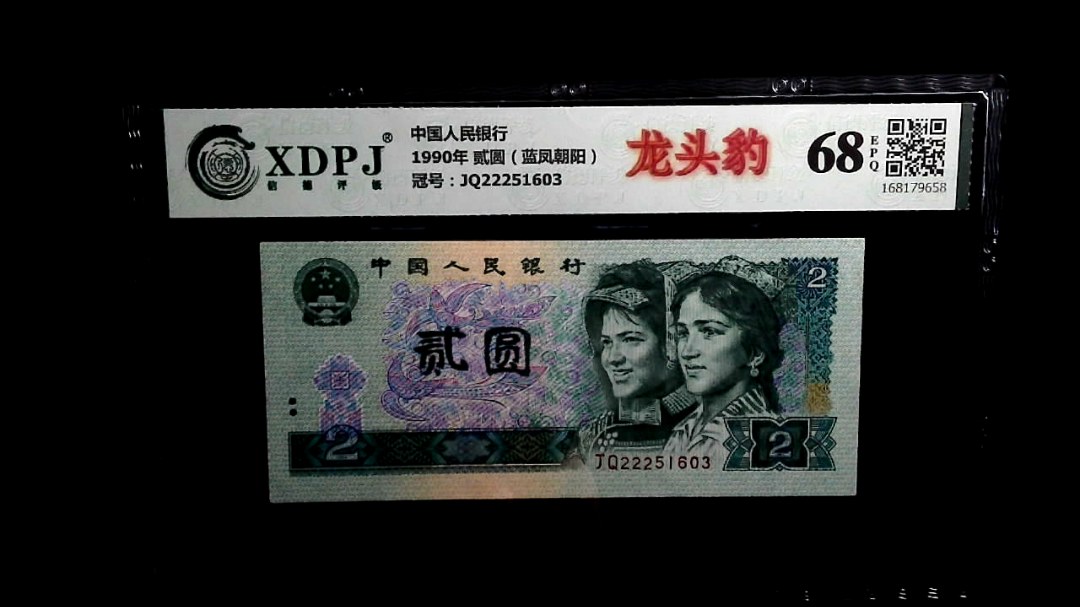 XDPJ®
信德评级
中国人民银行
1990年 贰圆（蓝凤朝阳）
冠号：JQ22251603
龙头豹
68
EPQ
168179658
中国人民银行
2
贰圆
2
JQ22251603
2